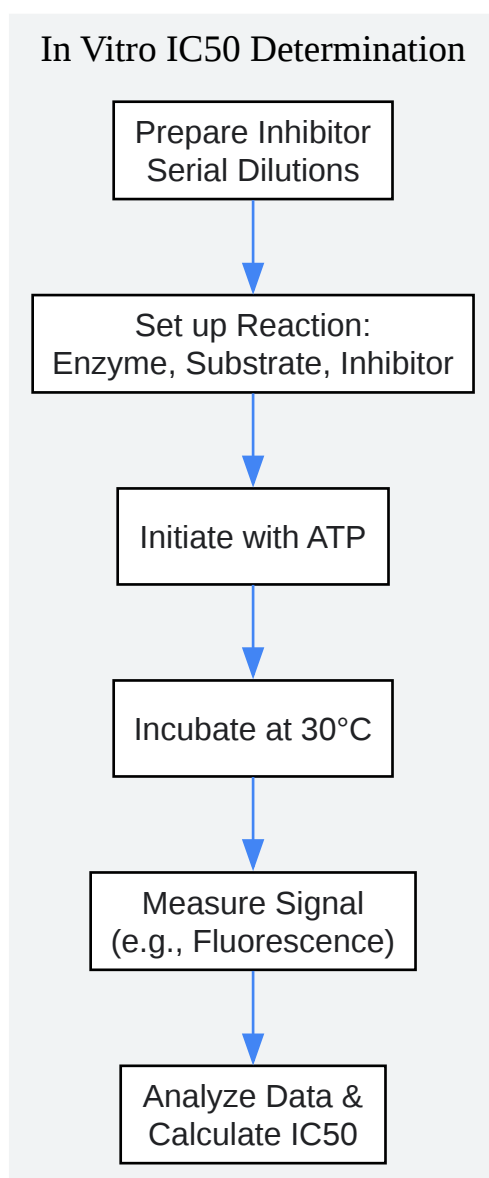 In Vitro IC50 Determination
Prepare Inhibitor
Serial Dilutions
Set up Reaction:
Enzyme, Substrate, Inhibitor
Initiate with ATP
Incubate at 30°C
Measure Signal
(e.g., Fluorescence)
Analyze Data &
Calculate IC50